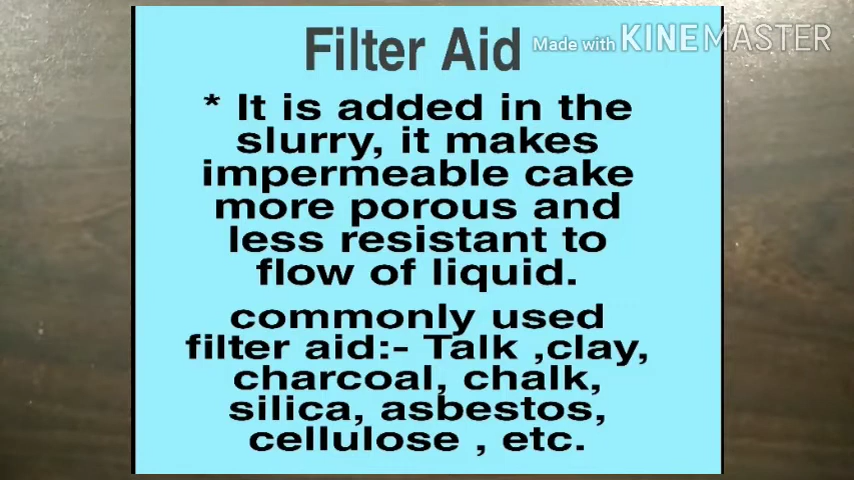 Filter Aid
Made with KINEMASTER
* It is added in the
slurry, it makes
impermeable cake
more porous and
less resistant to
flow of liquid.
commonly used
filter aid:- Talk ,clay,
charcoal, chalk,
silica, asbestos,
cellulose , etc.